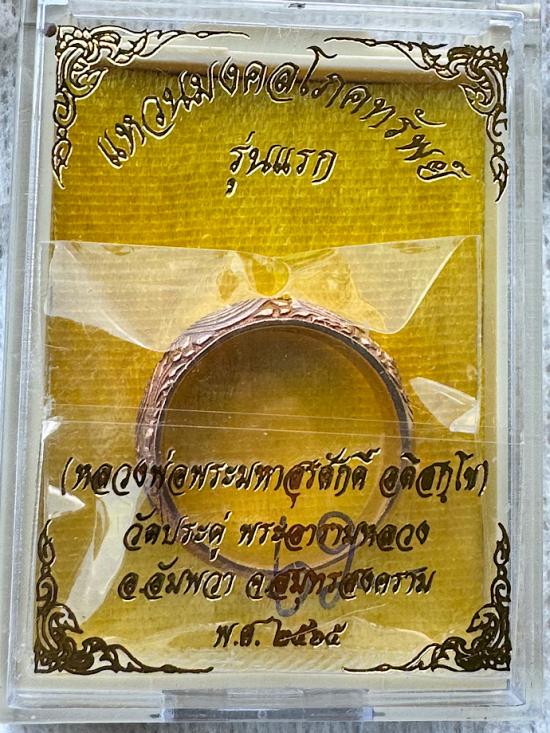 แหวนมงคลโภคทรัพย์
รุ่นแรก
(หลวงพ่อพระมหาสุรศักดิ์ อติสกฺโข)
วัดประดู่ พระอารามหลวง
อ.อัมพวา จ.สมุทรสงคราม
พ.ศ. ๒๕๖๕